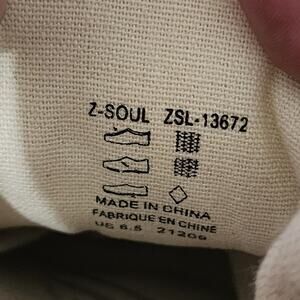 Z-SOUL ZSL-13672
MADE IN CHINA
FABRIQUE EN CHINE
US 6.5 21209